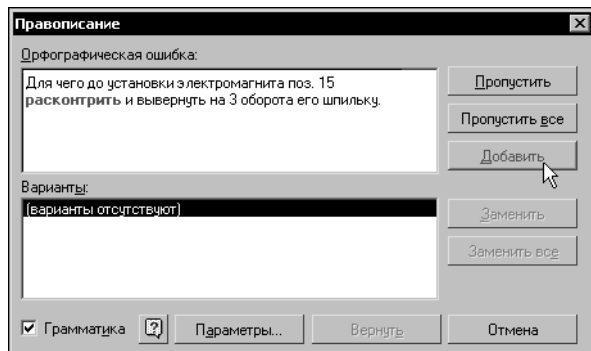 Правописание
Орфографическая ошибка:
Для чего до установки электромагнита поз. 15
расконтрить и вывернуть на 3 оборота его шпильку.
Пропустить
Пропустить все
Добавить
Варианты:
(варианты отсутствуют)
Заменить
Заменить все
Грамматика
Параметры...
Вернуть
Отмена